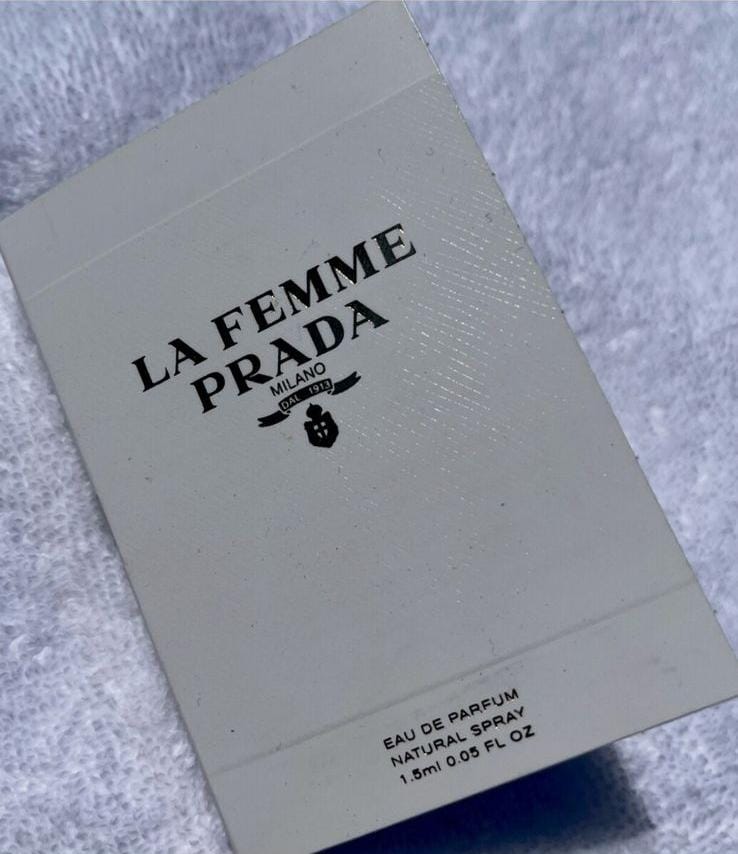 LA FEMME
PRADA
MILANO
DAL 1913
EAU DE PARFUM
NATURAL SPRAY
1.5ml 0.05 FL OZ